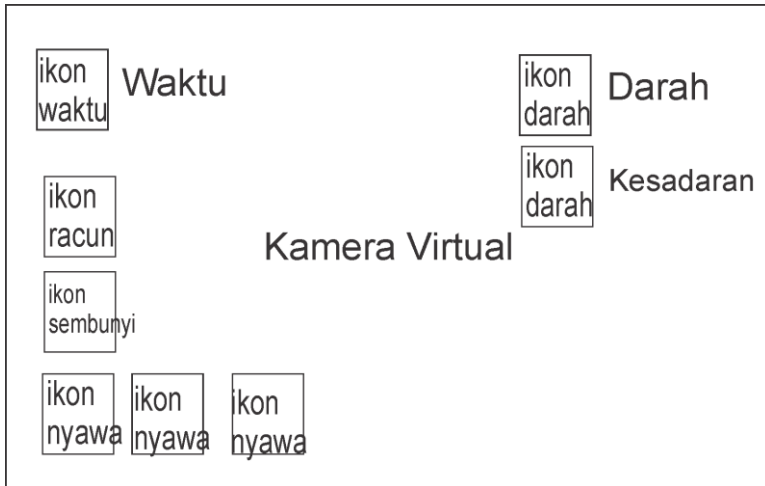 ikon
waktu
Waktu
ikon
darah
Darah
ikon
darah
Kesadaran
ikon
racun
Kamera Virtual
ikon
sembunyi
ikon
nyawa
ikon
nyawa
ikon
nyawa